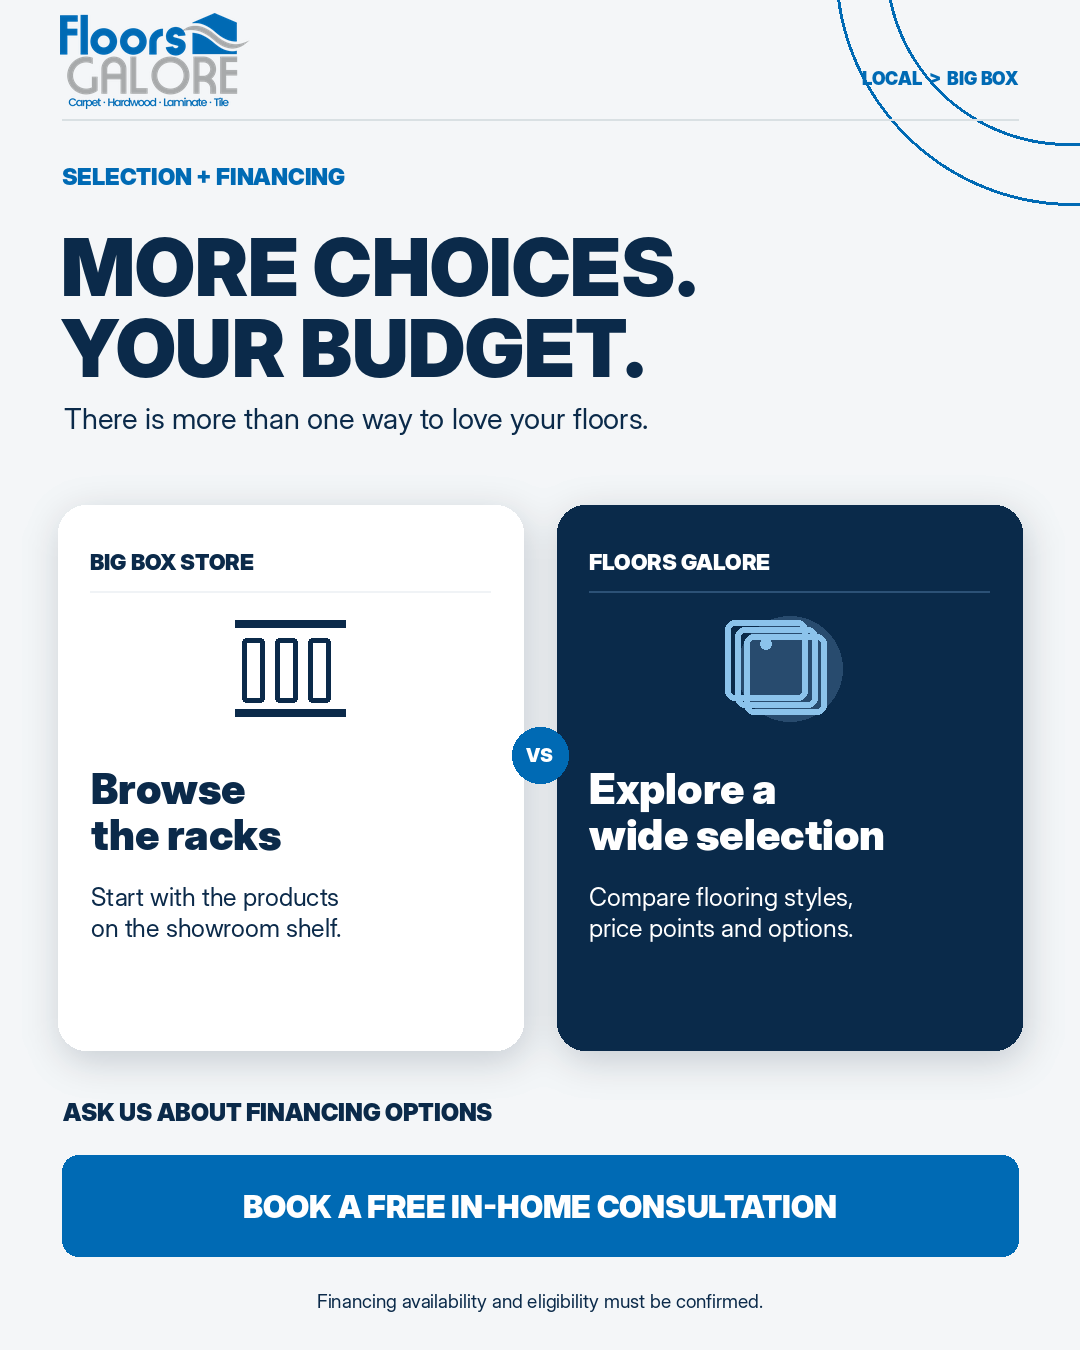 Floors
GALORE
Carpet · Hardwood · Laminate · Tile
LOCAL > BIG BOX
SELECTION + FINANCING
MORE CHOICES.
YOUR BUDGET.
There is more than one way to love your floors.
BIG BOX STORE
Browse
the racks
Start with the products
on the showroom shelf.
VS
FLOORS GALORE
Explore a
wide selection
Compare flooring styles,
price points and options.
ASK US ABOUT FINANCING OPTIONS
BOOK A FREE IN-HOME CONSULTATION
Financing availability and eligibility must be confirmed.